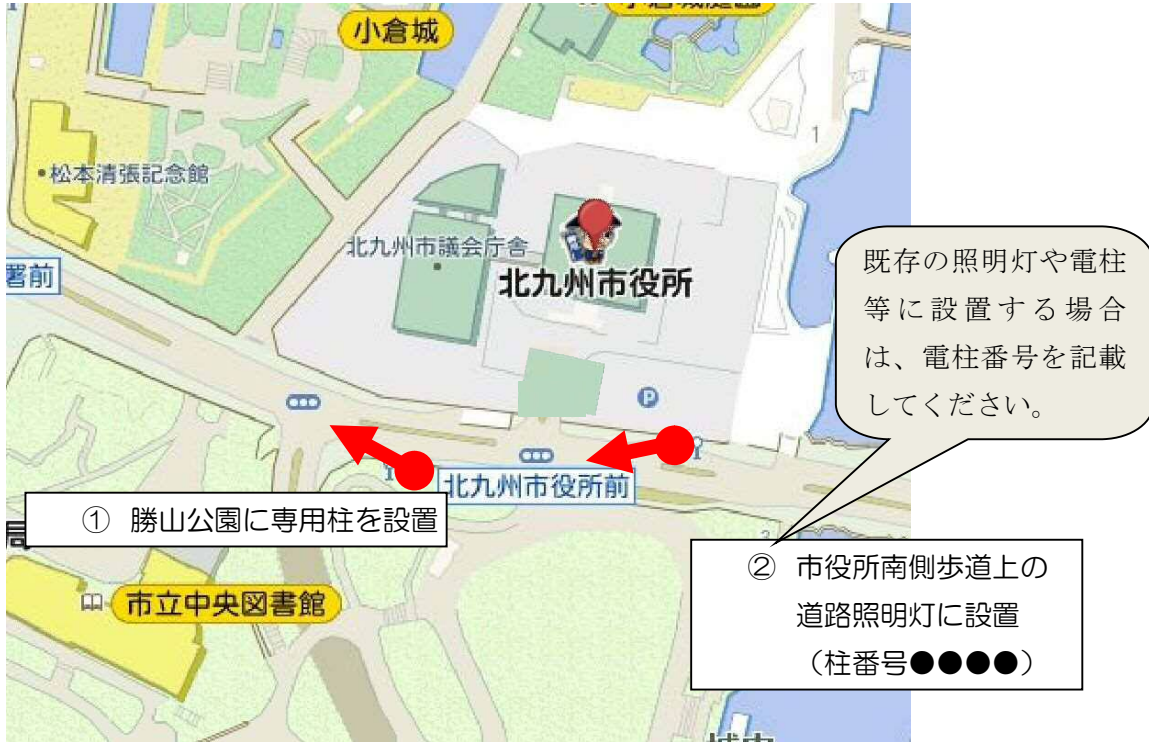 小倉城
1
松本清張記念館
北九州市議会庁舎
北九州市役所
署前
P
既存の照明灯や電柱
等に設置する場合
は、電柱番号を記載
してください。
北九州市役所前
① 勝山公園に専用柱を設置
局
3
② 市役所南側歩道上の
道路照明灯に設置
（柱番号●●●●）
市立中央図書館